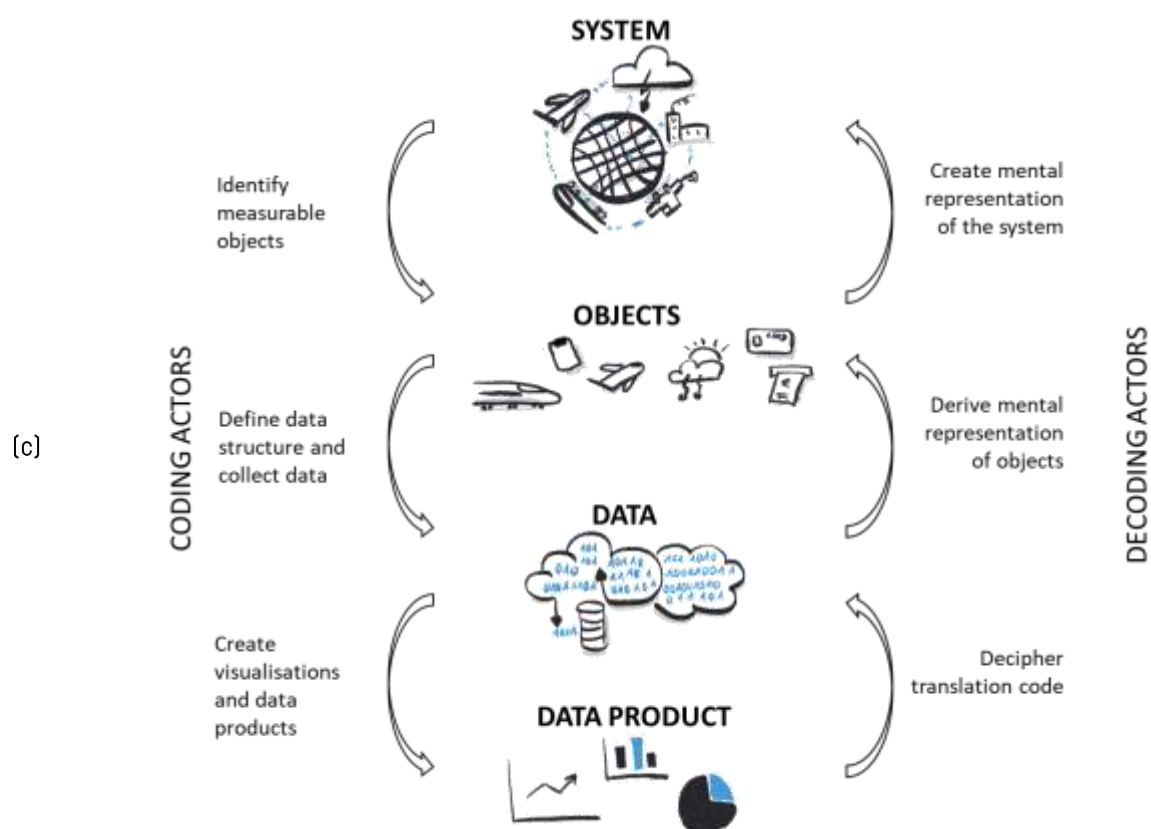 SYSTEM
Identify
measurable
objects
Create mental
representation
of the system
OBJECTS
CODING ACTORS
DECODING ACTORS
Define data
structure and
collect data
Derive mental
representation
of objects
(c)
DATA
Create
visualisations
and data
products
Decipher
translation code
DATA PRODUCT